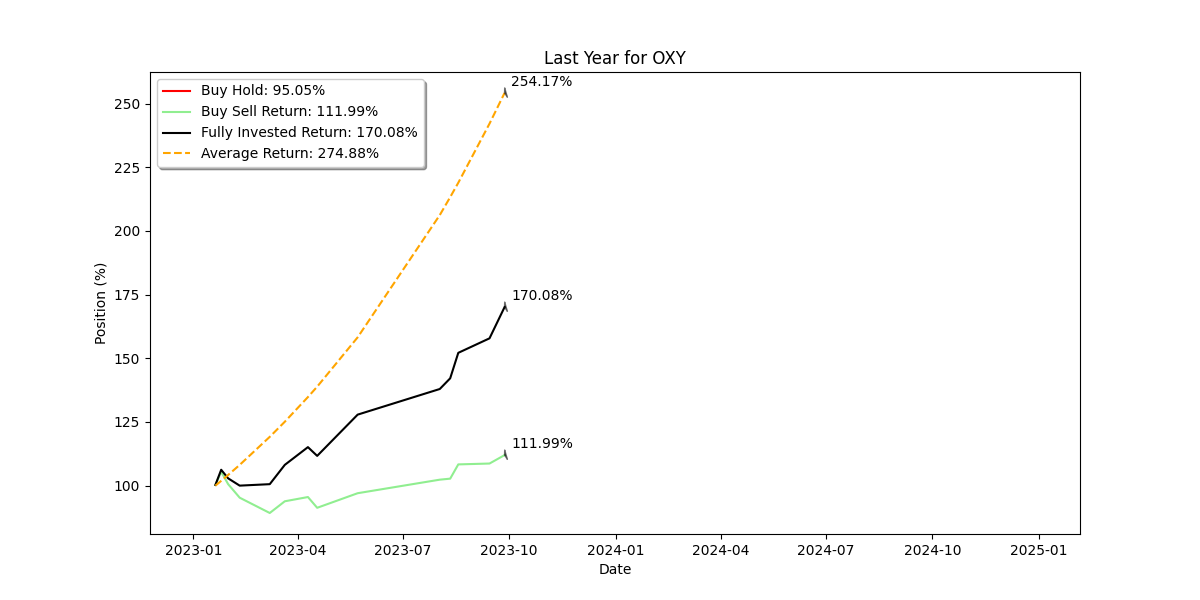 Last Year for OXY
Buy Hold: 95.05%
Buy Sell Return: 111.99%
Fully Invested Return: 170.08%
Average Return: 274.88%
254.17%
170.08%
111.99%
Position (%)
250
225
200
175
150
125
100
2023-01 2023-04 2023-07 2023-10 2024-01 2024-04 2024-07 2024-10 2025-01
Date